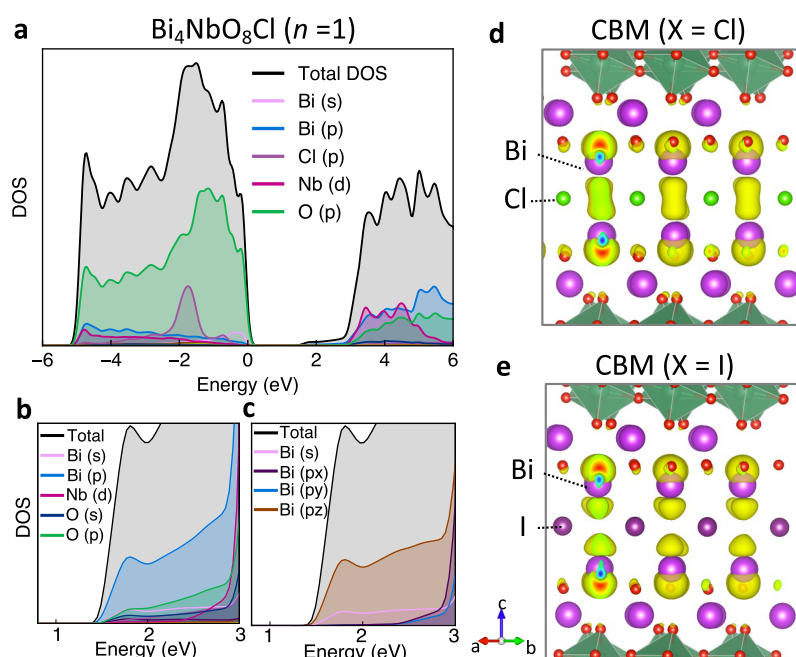 a
Bi4NbO8Cl (n =1)
DOS
Total DOS
Bi (s)
Bi (p)
Cl (p)
Nb (d)
O (p)
−6 −4 −2 0 2 4 6
Energy (eV)
b
DOS
Total
Bi (s)
Bi (p)
Nb (d)
O (s)
O (p)
1 2 3
Energy (eV)
c
Total
Bi (s)
Bi (px)
Bi (py)
Bi (pz)
1 2 3
Energy (eV)
d
CBM (X = Cl)
Bi
Cl
e
CBM (X = I)
Bi
I
c
a b